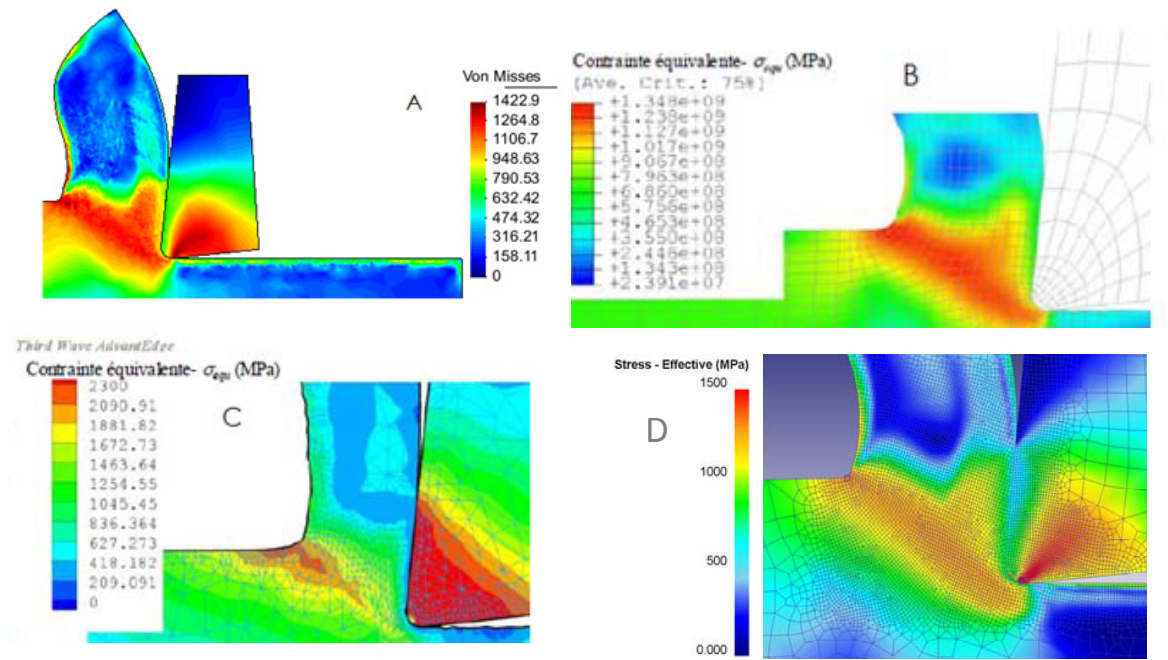 Von Misses
A
1422.9
1264.8
1106.7
948.63
790.53
632.42
474.32
316.21
158.11
0
Contrainte équivalente- σequ (MPa)
B
(Ave. Crit.: 75%)
+1.348e+09
+1.238e+09
+1.127e+09
+1.017e+09
+9.067e+08
+7.963e+08
+6.860e+08
+5.756e+08
+4.653e+08
+3.550e+08
+2.446e+08
+1.343e+08
+2.391e+07
Third Wave AdvantEdge
Contrainte équivalente- σequ (MPa)
C
2300
2090.91
1881.82
1672.73
1463.64
1254.55
1045.45
836.364
627.273
418.182
209.091
0
Stress - Effective (MPa)
D
1500
1000
500
0.000